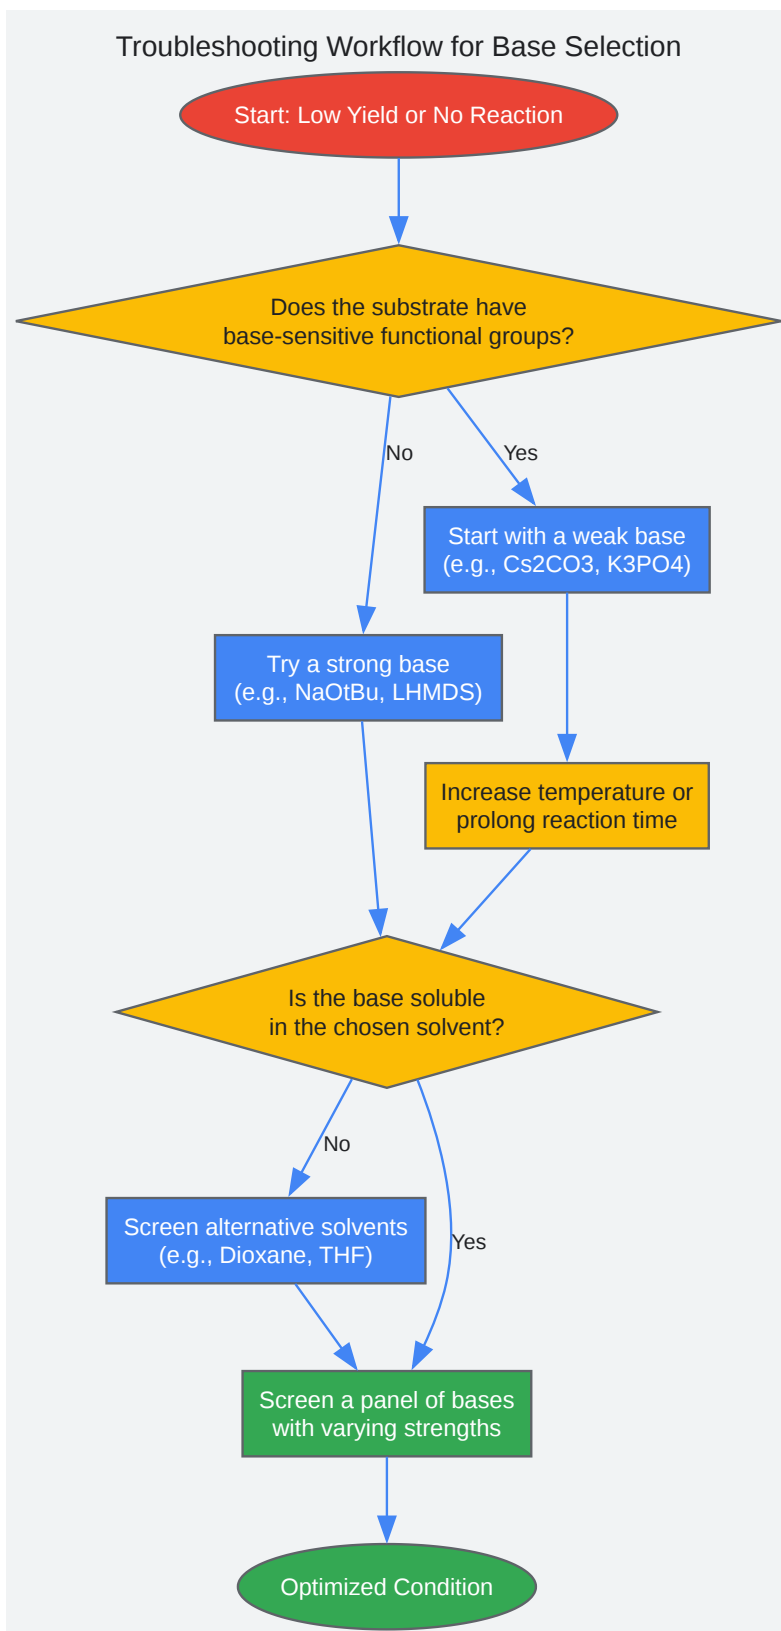 Troubleshooting Workflow for Base Selection
Start: Low Yield or No Reaction
Does the substrate have
base-sensitive functional groups?
No
Yes
Start with a weak base
(e.g., Cs2CO3, K3PO4)
Try a strong base
(e.g., NaOtBu, LHMDS)
Increase temperature or
prolong reaction time
Is the base soluble
in the chosen solvent?
No
Screen alternative solvents
(e.g., Dioxane, THF)
Yes
Screen a panel of bases
with varying strengths
Optimized Condition